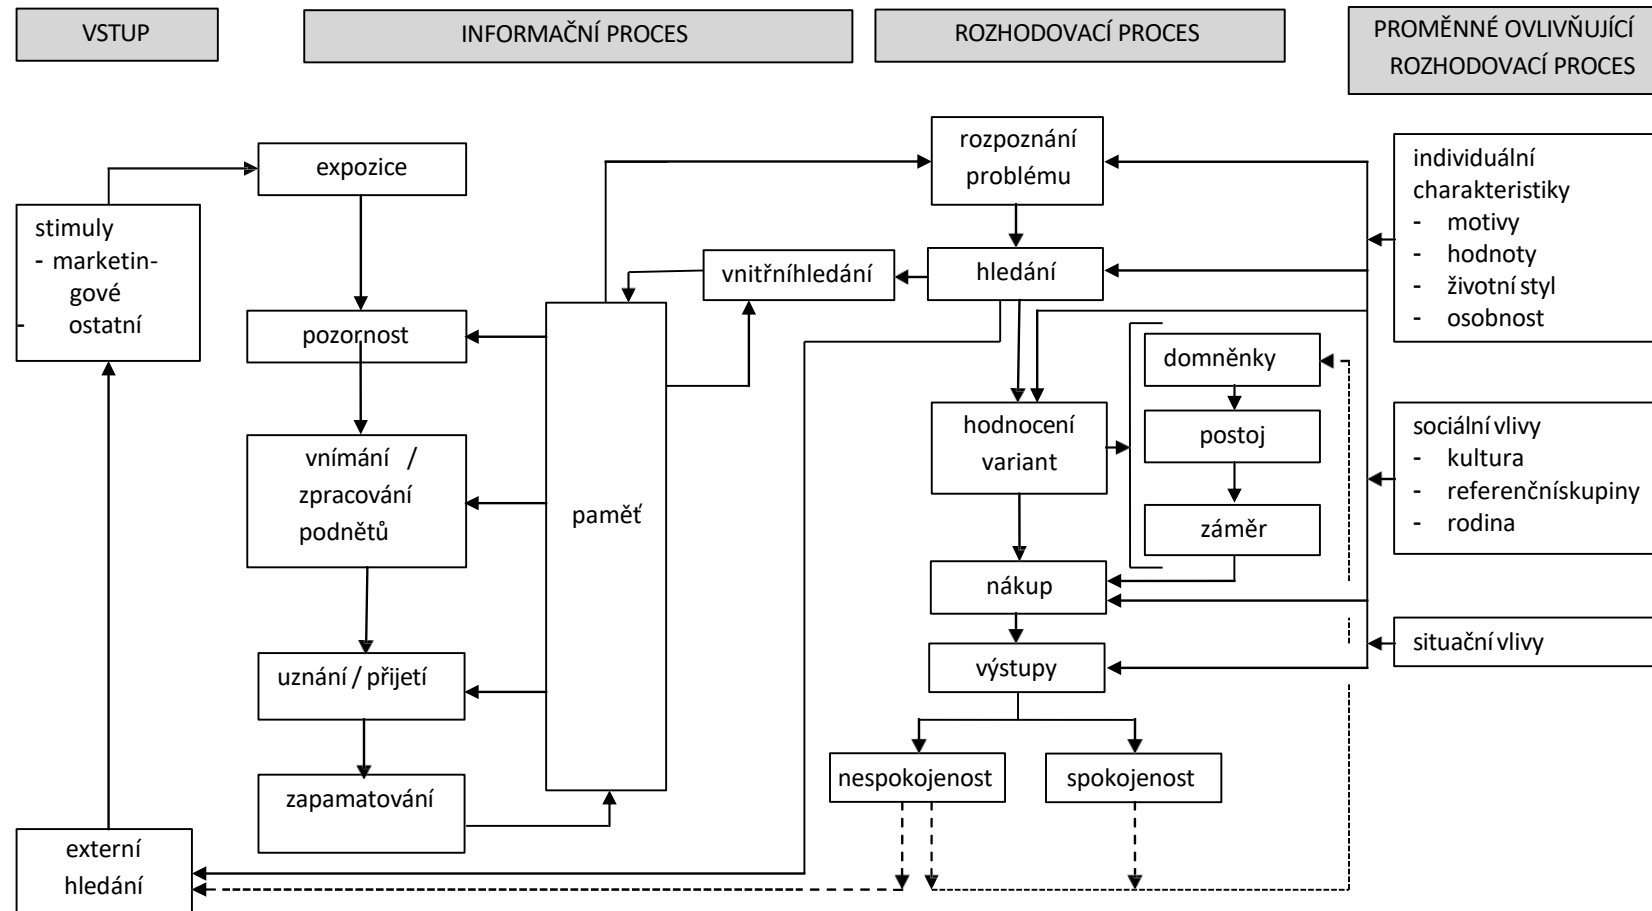 VSTUP
INFORMAČNÍ PROCES
ROZHODOVACÍ PROCES
PROMĚNNÉ OVLIVŇUJÍCÍ
ROZHODOVACÍ PROCES
stimuly
- marketin-
gové
- ostatní
externí
hledání
expozice
pozornost
vnímání /
zpracování
podnětů
uznání / přijetí
zapamatování
paměť
vnitřníhledání
rozpoznání
problému
hledání
hodnocení
variant
nákup
výstupy
nespokojenost
spokojenost
domněnky
postoj
záměr
individuální
charakteristiky
- motivy
- hodnoty
- životní styl
- osobnost
sociální vlivy
- kultura
- referenčnískupiny
- rodina
situační vlivy